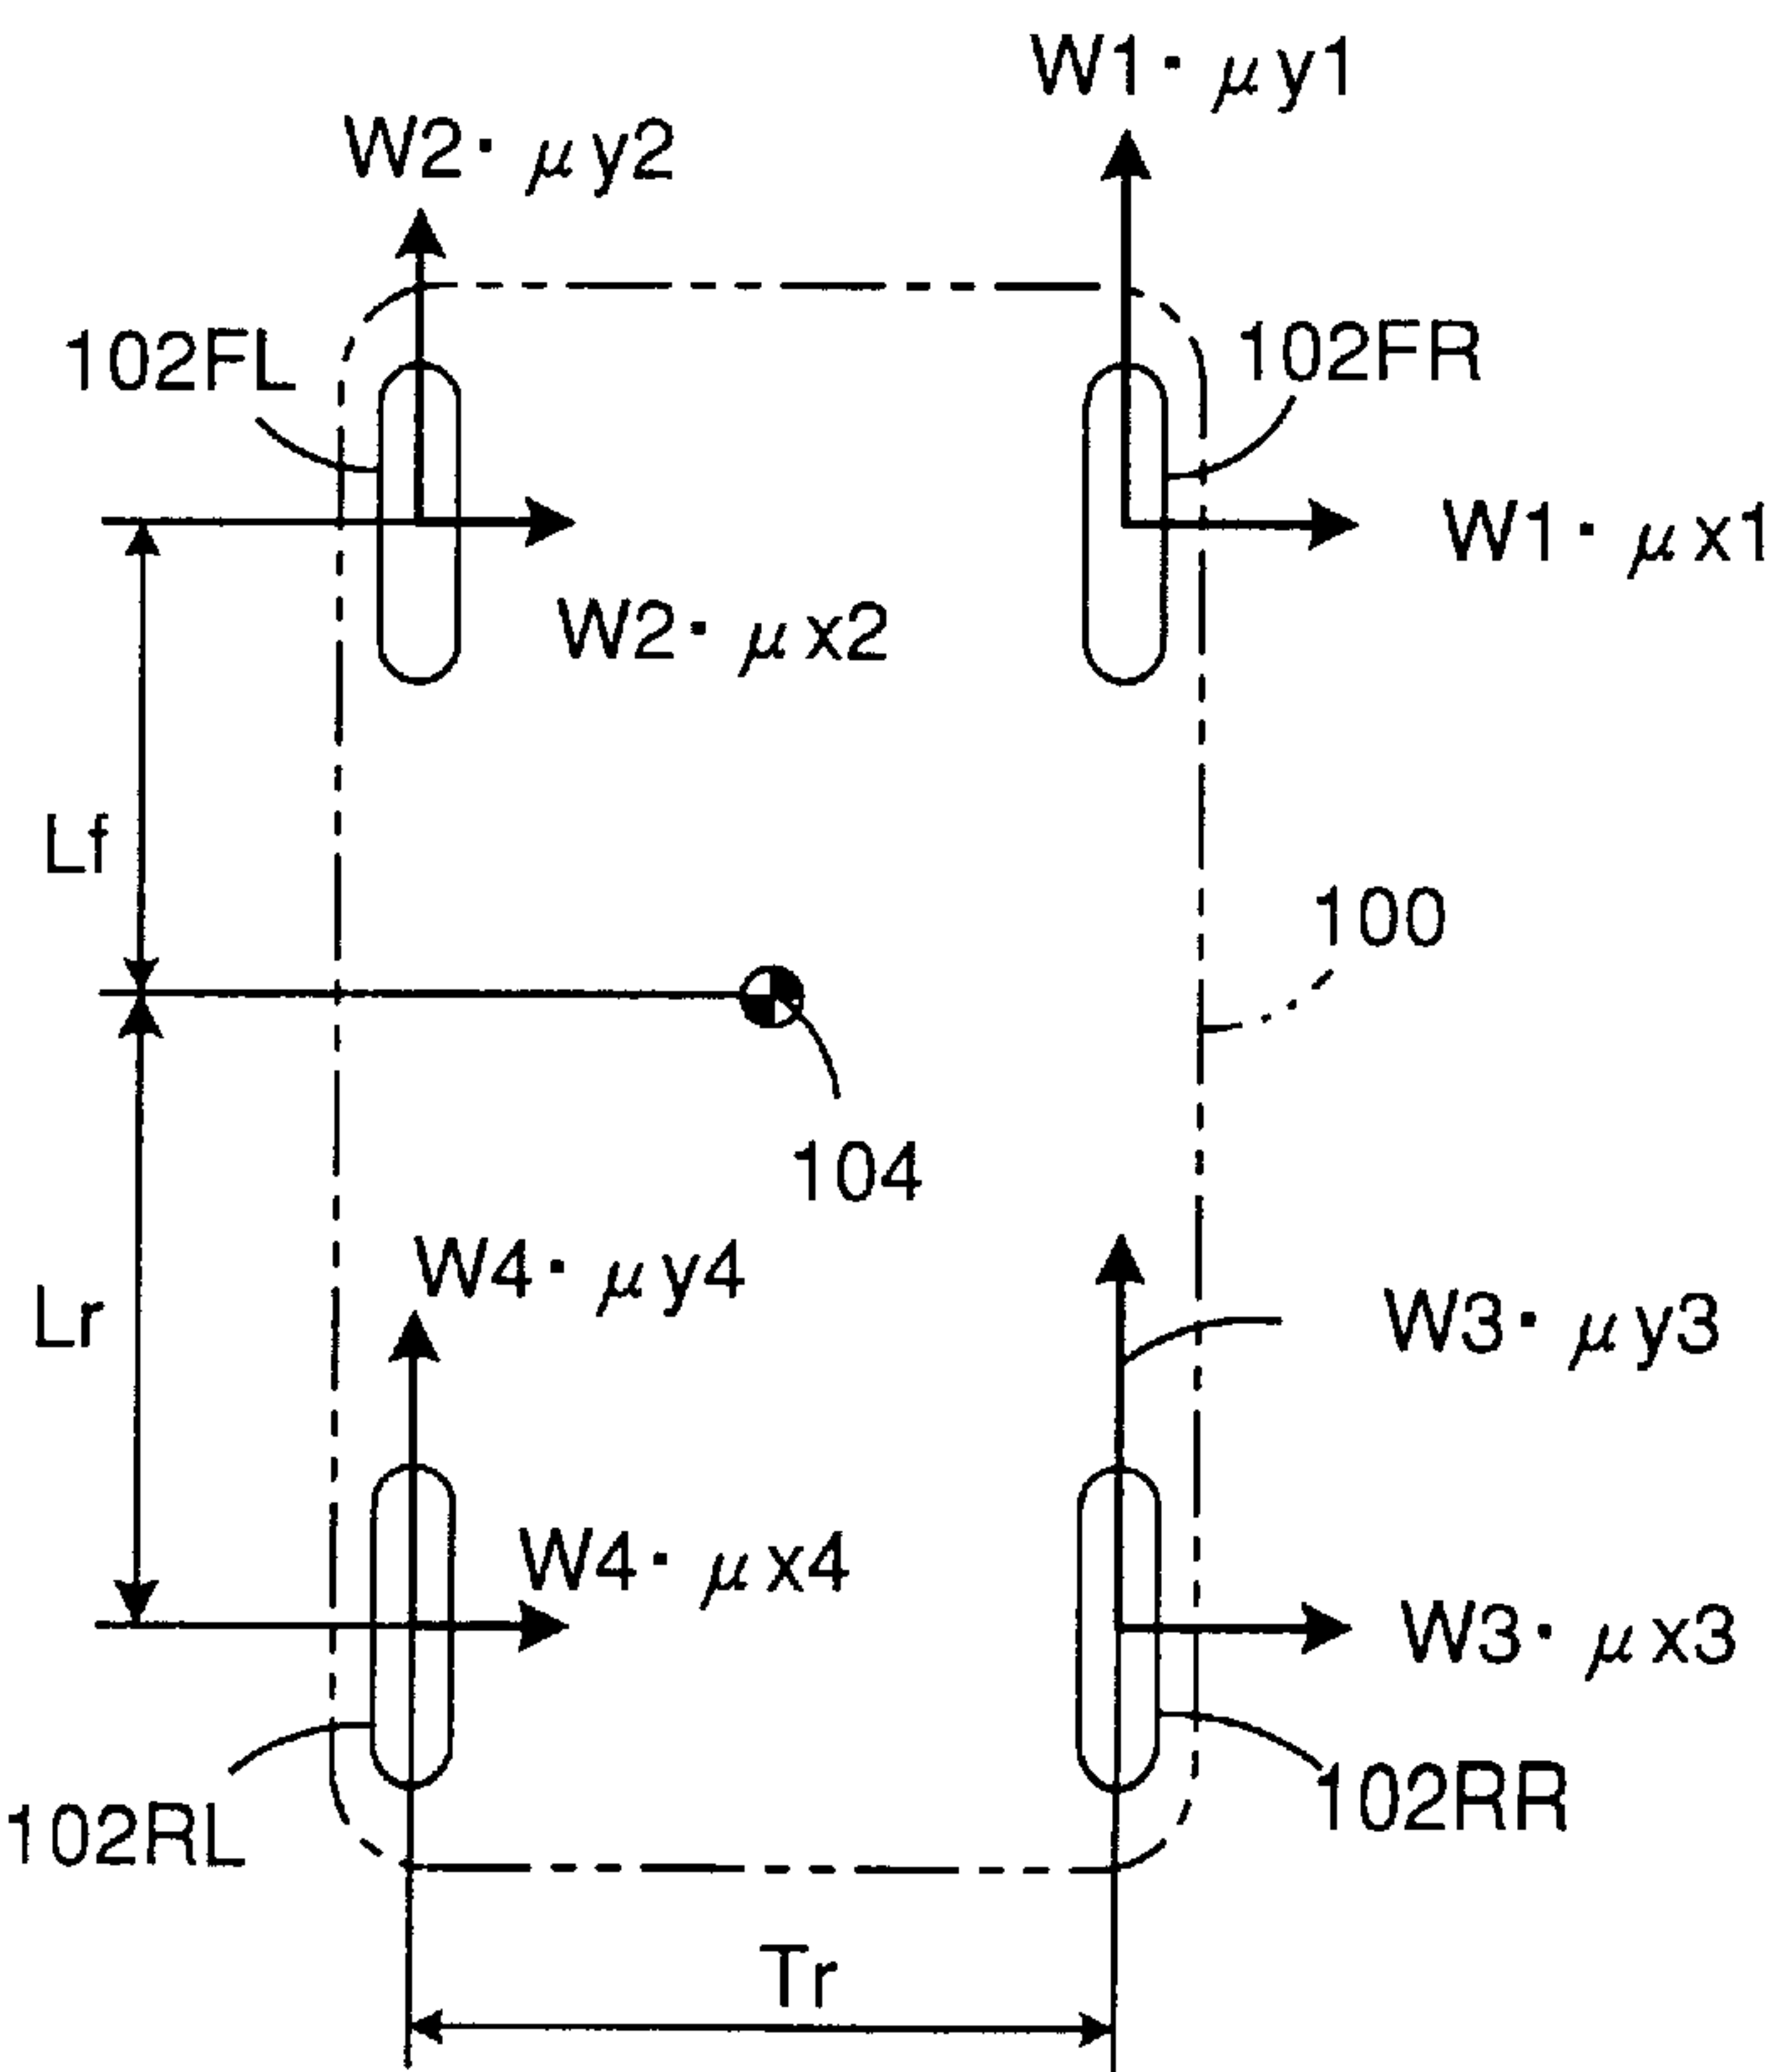 W1· μy1
W2· μy2
102FL
102FR
W1· μx1
W2· μx2
Lf
100
104
W4· μy4
Lr
W3· μy3
W4· μx4
W3· μx3
102RR
102RL
Tr